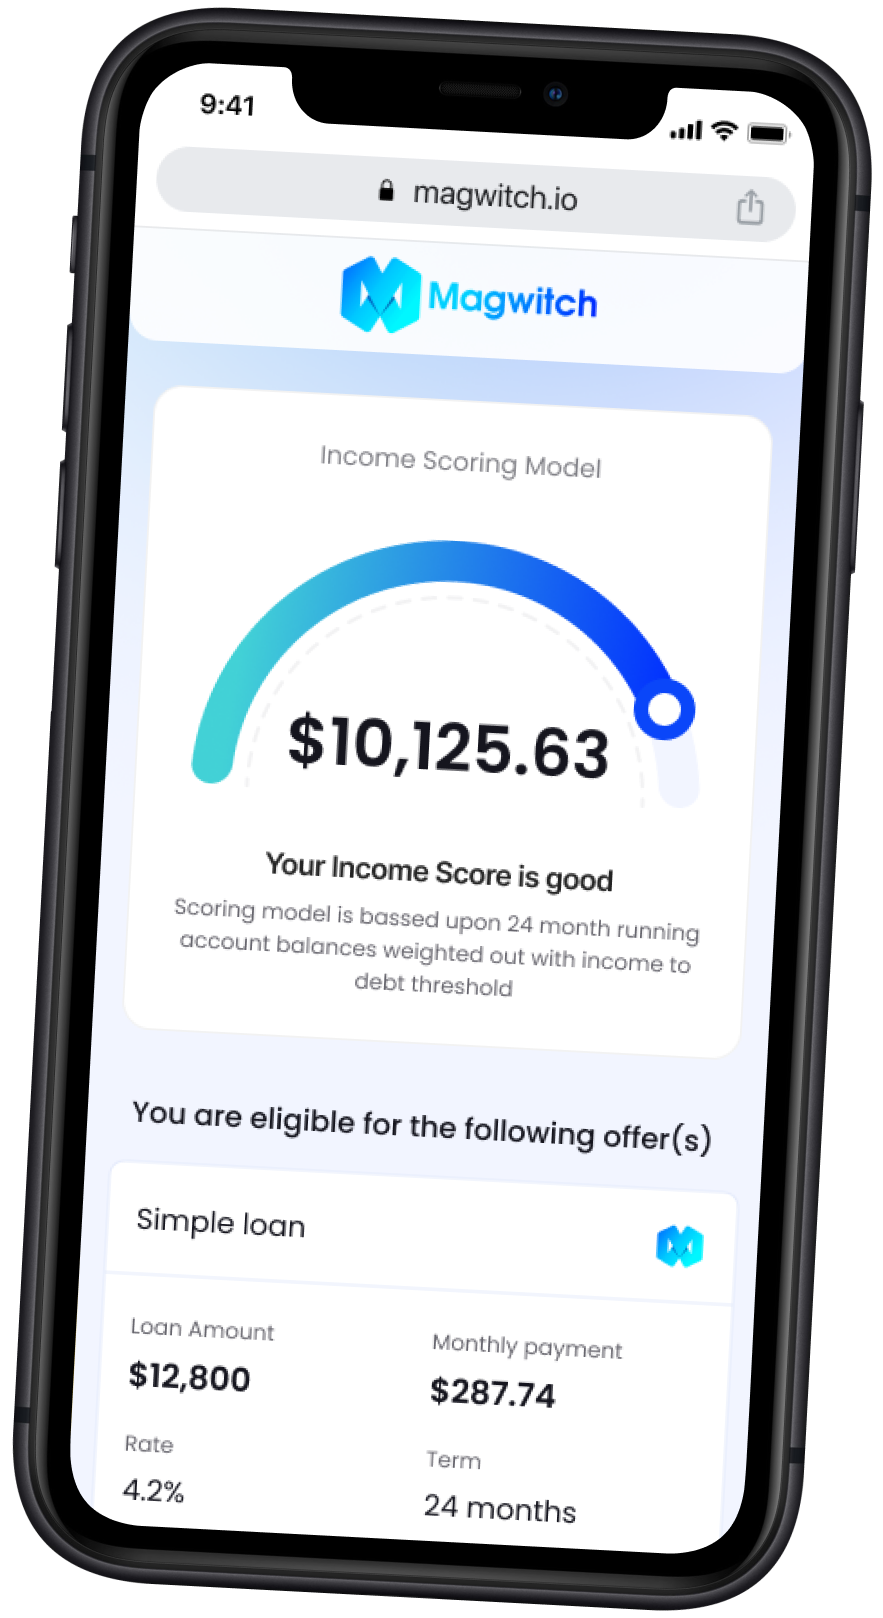 9:41
magwitch.io
Magwitch
Income Scoring Model
$10,125.63
Your Income Score is good
Scoring model is bassed upon 24 month running
account balances weighted out with income to
debt threshold
You are eligible for the following offer(s)
Simple loan
Loan Amount
Monthly payment
$12,800
$287.74
Rate
Term
4.2%
24 months